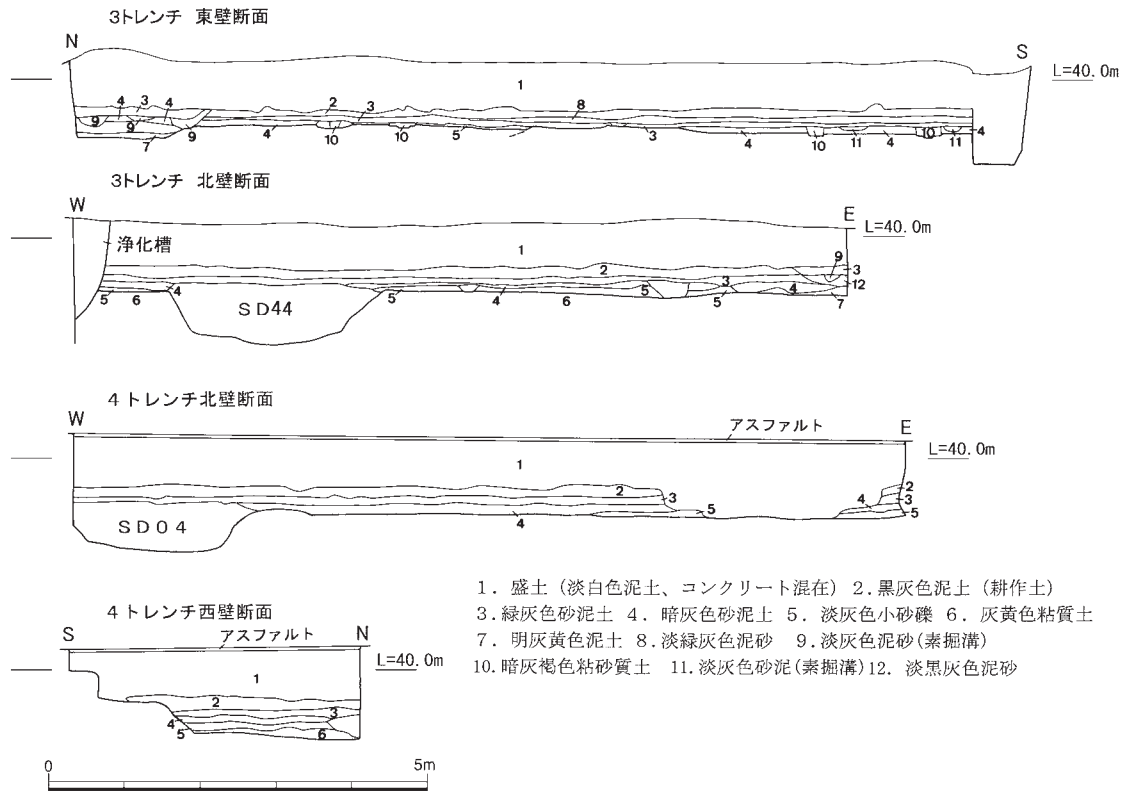 3トレンチ 東壁断面
N
S
L=40.0m
1
4 3 4 2 3 8
9 9 9 7 4 10 10 5 3 4 10 11 4 10 11 4
3トレンチ 北壁断面
W
E
L=40.0m
浄化槽
1
2 9 3
5 6 4 SD44 5 4 6 5 3 5 4 12 7
4トレンチ北壁断面
W
アスファルト
E
L=40.0m
1
2 3 4 2 3
SD04 4 5 5
1. 盛土 (淡白色泥土、コンクリート混在) 2.黒灰色泥土 (耕作土)
3.緑灰色砂泥土 4. 暗灰色砂泥土 5. 淡灰色小砂礫 6. 灰黄色粘質土
7. 明灰黄色泥土 8.淡緑灰色泥砂 9.淡灰色泥砂(素掘溝)
10.暗灰褐色粘砂質土 11.淡灰色砂泥(素掘溝)12. 淡黒灰色泥砂
4トレンチ西壁断面
S
アスファルト
N
L=40.0m
1
2
4 3
5 6
0 5m